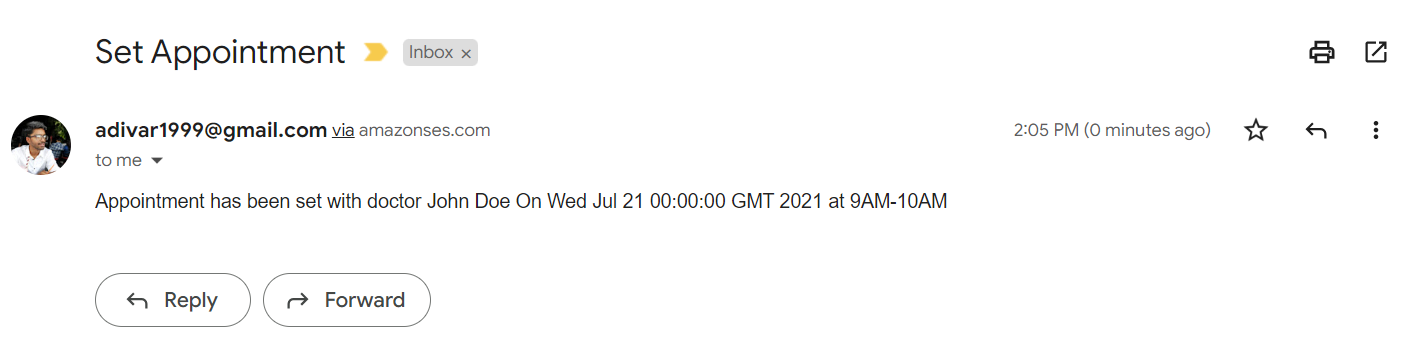 Set Appointment Inbox ×
adivar1999@gmail.com via amazonses.com 2:05 PM (0 minutes ago)
to me
Appointment has been set with doctor John Doe On Wed Jul 21 00:00:00 GMT 2021 at 9AM-10AM
Reply Forward